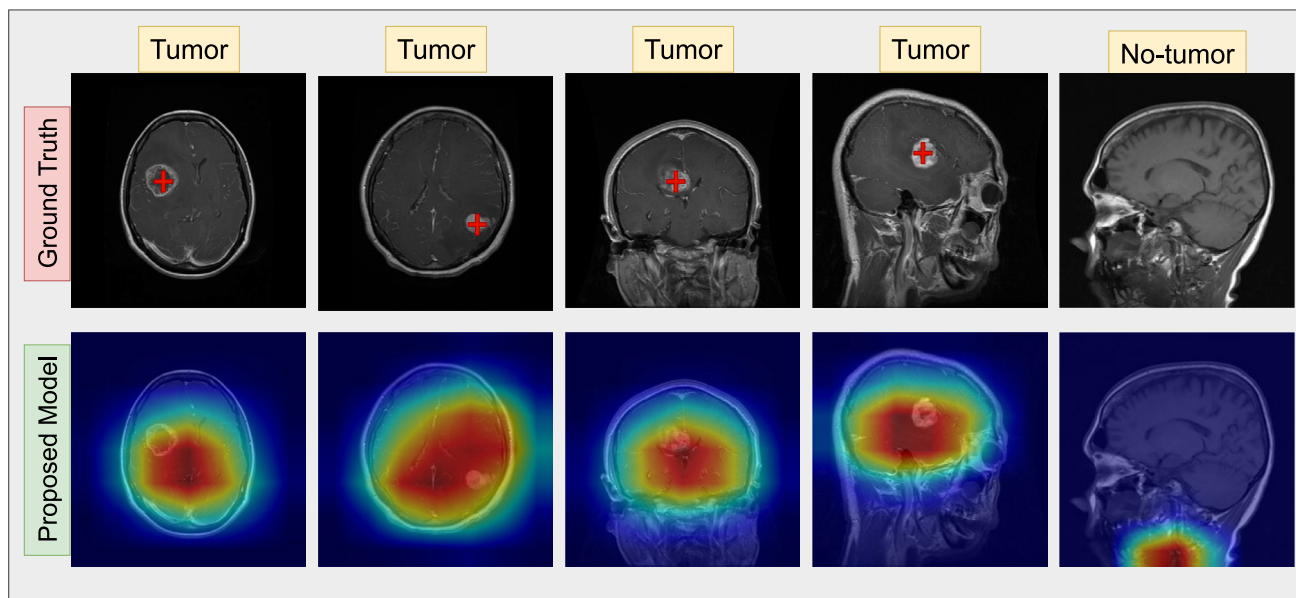 Tumor
Tumor
Tumor
Tumor
No-tumor
Ground Truth
Proposed Model